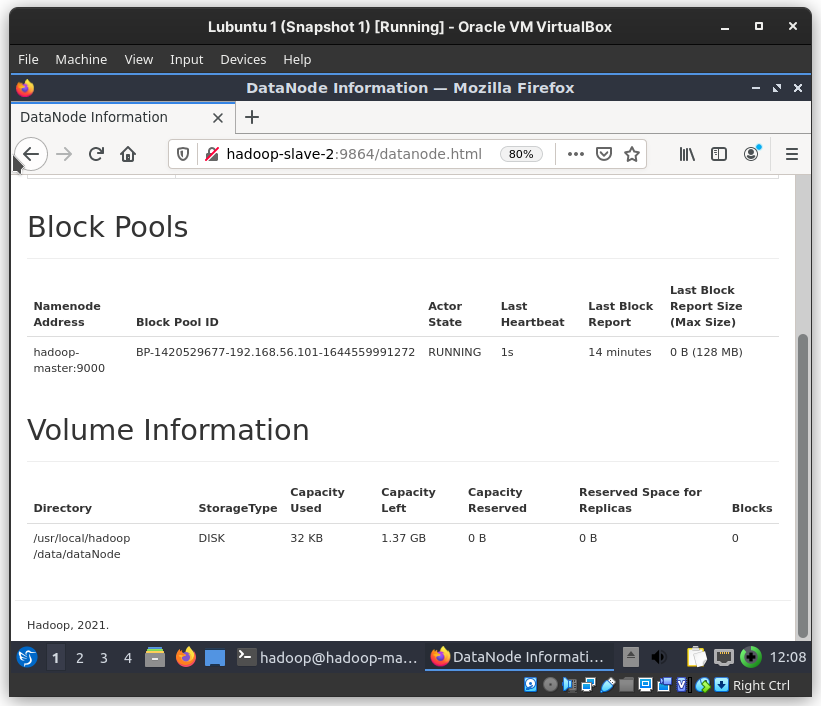 Lubuntu 1 (Snapshot 1) [Running] - Oracle VM VirtualBox
File Machine View Input Devices Help
DataNode Information — Mozilla Firefox
DataNode Information
hadoop-slave-2:9864/datanode.html 80%
Block Pools
Namenode Address Block Pool ID Actor State Last Heartbeat Last Block Report Last Block Report Size (Max Size)
hadoop-master:9000 BP-1420529677-192.168.56.101-1644559991272 RUNNING 1s 14 minutes 0 B (128 MB)
Volume Information
Directory StorageType Capacity Used Capacity Left Capacity Reserved Reserved Space for Replicas Blocks
/usr/local/hadoop/data/dataNode DISK 32 KB 1.37 GB 0 B 0 B 0
Hadoop, 2021.
1 2 3 4 hadoop@hadoop-ma... DataNode Informati... 12:08
Right Ctrl